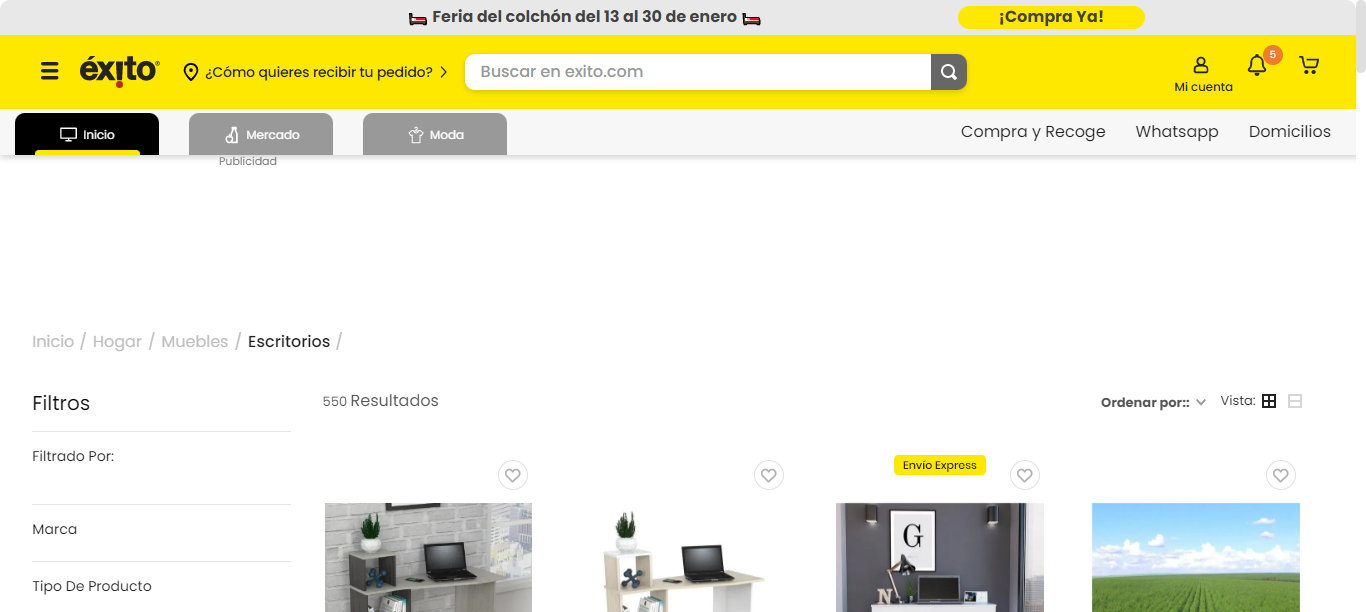 Feria del colchón del 13 al 30 de enero
¡Compra Ya!
éxito
¿Cómo quieres recibir tu pedido?
Buscar en exito.com
Mi cuenta
5
Inicio
Mercado
Moda
Compra y Recoge
Whatsapp
Domicilios
Publicidad
Inicio / Hogar / Muebles / Escritorios /
Filtros
550 Resultados
Ordenar por::
Vista:
Filtrado Por:
Envío Express
Marca
Tipo De Producto
G
N